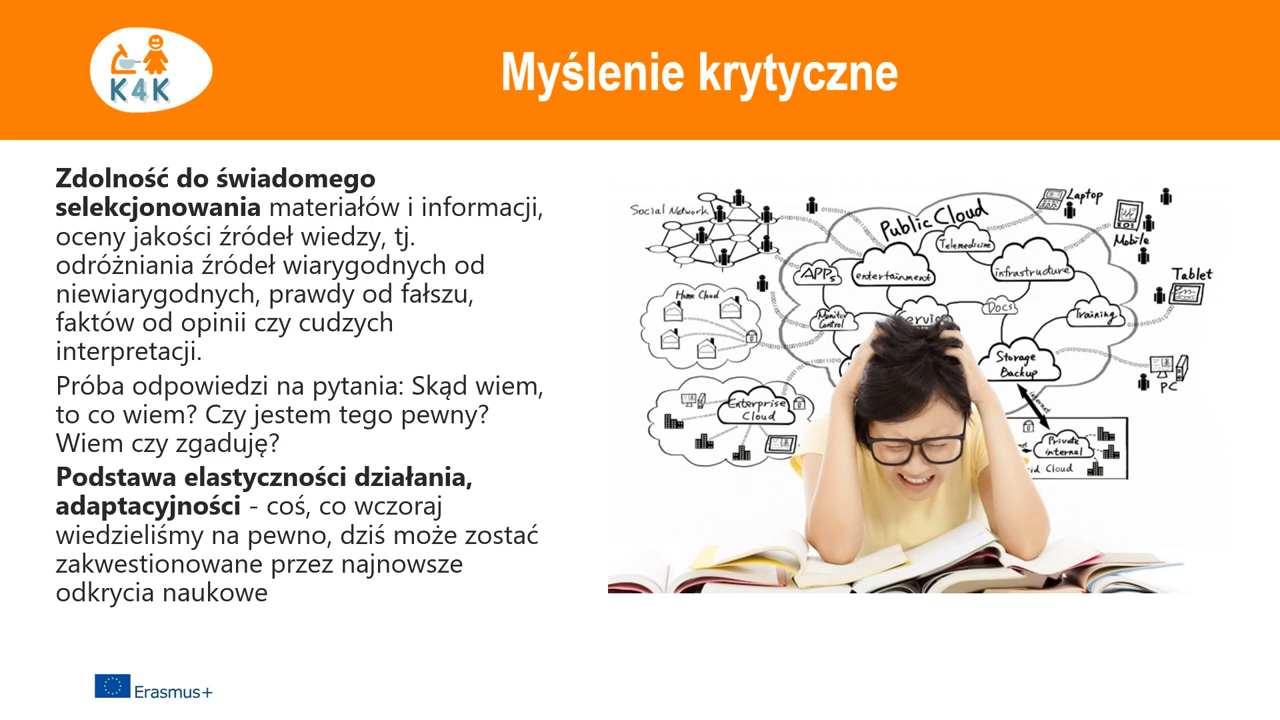 K4K
Myślenie krytyczne
Zdolność do świadomego
selekcjonowania materiałów i informacji,
oceny jakości źródeł wiedzy, tj.
odróżniania źródeł wiarygodnych od
niewiarygodnych, prawdy od fałszu,
faktów od opinii czy cudzych
interpretacji.
Próba odpowiedzi na pytania: Skąd wiem,
to co wiem? Czy jestem tego pewny?
Wiem czy zgaduję?
Podstawa elastyczności działania,
adaptacyjności - coś, co wczoraj
wiedzieliśmy na pewno, dziś może zostać
zakwestionowane przez najnowsze
odkrycia naukowe
Social Network
Public Cloud
Laptop
Mobile
Telemedicine
APPs
entertainment
infrastructure
Tablet
Home Cloud
Monitor
Control
Docs
Training
Storage
Backup
PC
Enterprise
Cloud
internet
Private
internal
Cloud
Erasmus+